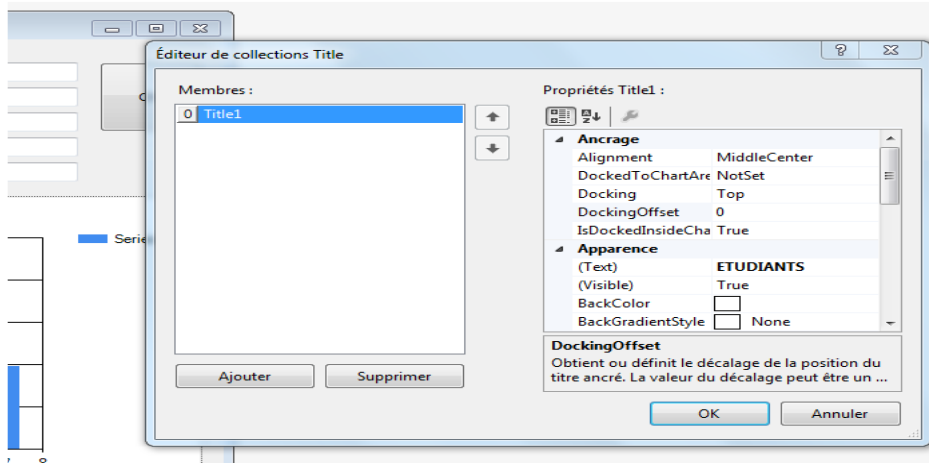 Éditeur de collections Title
Membres :
0 Title1
Ajouter
Supprimer
Propriétés Title1 :
Ancrage
Alignment MiddleCenter
DockedToChartAre NotSet
Docking Top
DockingOffset 0
IsDockedInsideCha True
Apparence
(Text) ETUDIANTS
(Visible) True
BackColor
BackGradientStyle None
DockingOffset
Obtient ou définit le décalage de la position du
titre ancré. La valeur du décalage peut être un ...
OK
Annuler
Serie